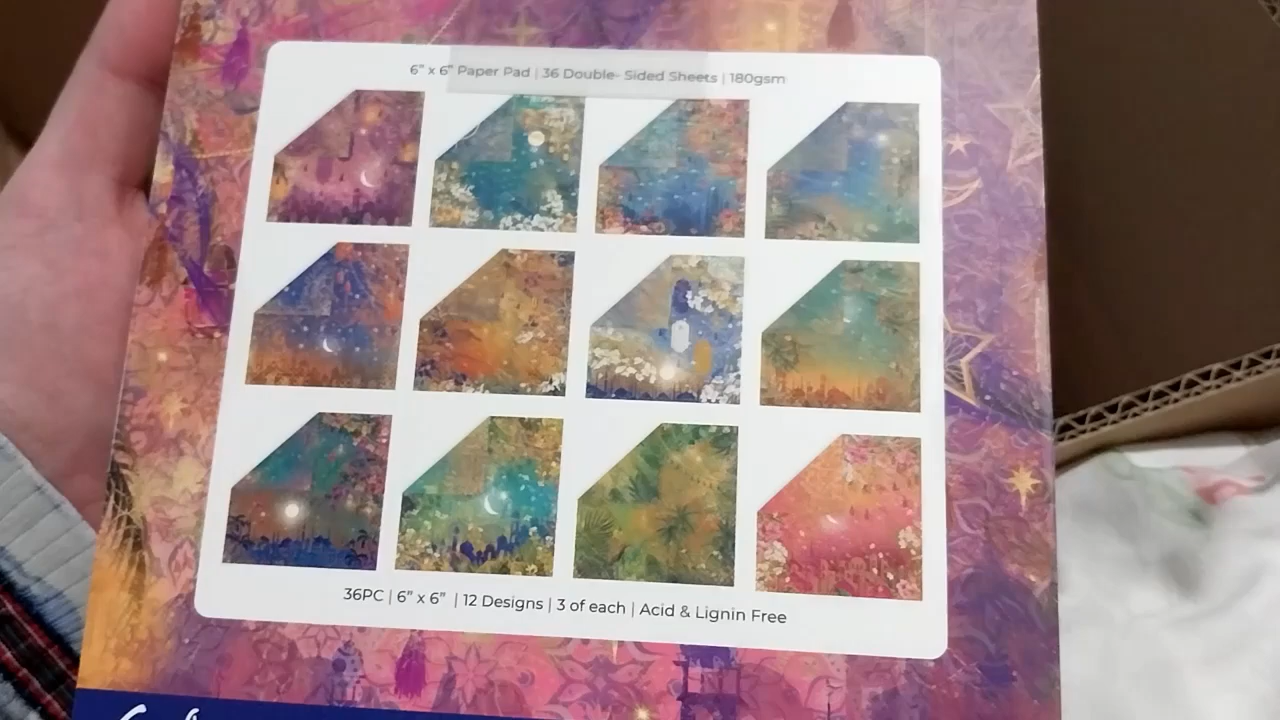 6" x 6" Paper Pad | 36 Double- Sided Sheets | 180gsm
36PC | 6" x 6" | 12 Designs | 3 of each | Acid & Lignin Free